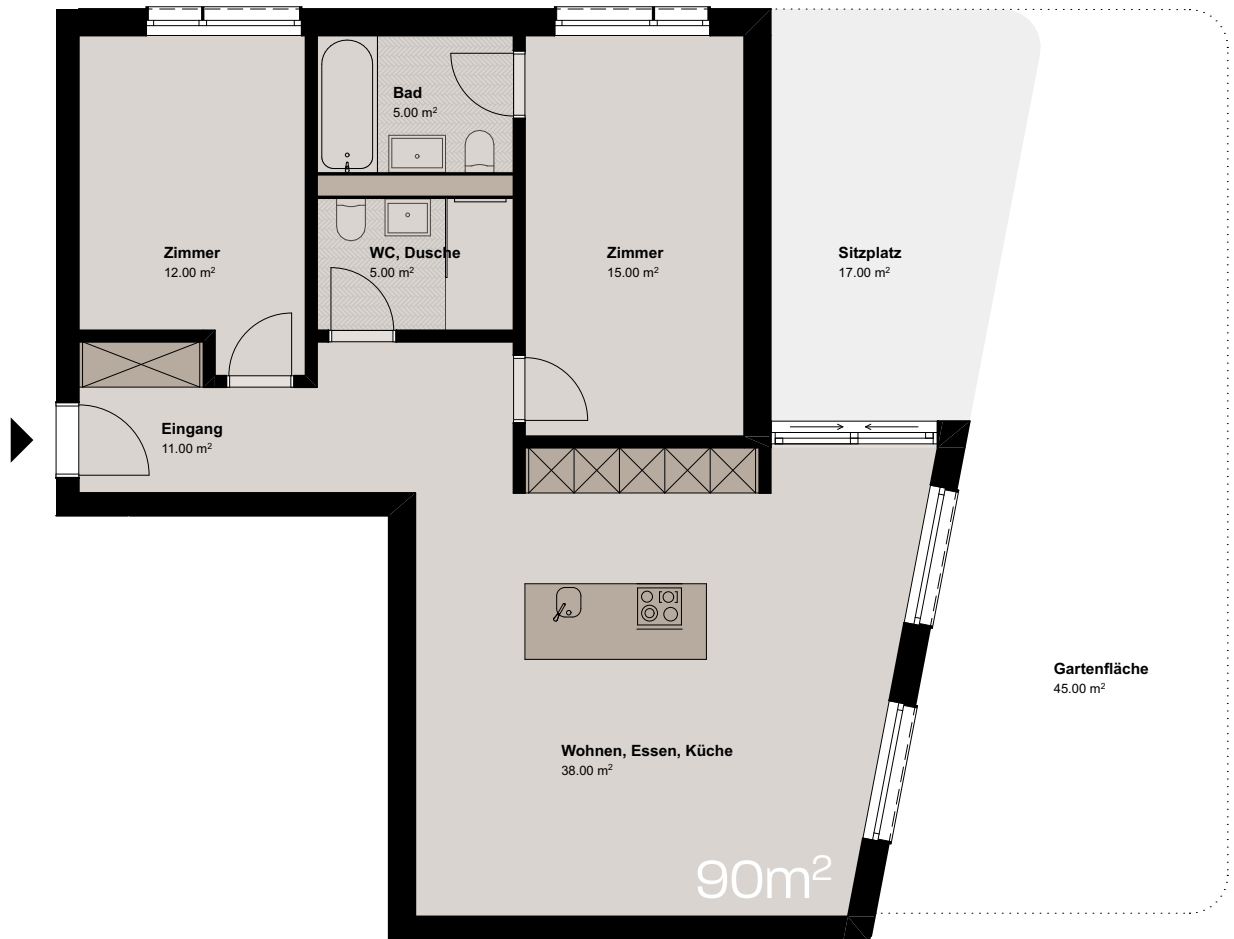 Bad
5.00 m²
Zimmer
12.00 m²
WC, Dusche
5.00 m²
Zimmer
15.00 m²
Sitzplatz
17.00 m²
Eingang
11.00 m²
Gartenfläche
45.00 m²
Wohnen, Essen, Küche
38.00 m²
90m²